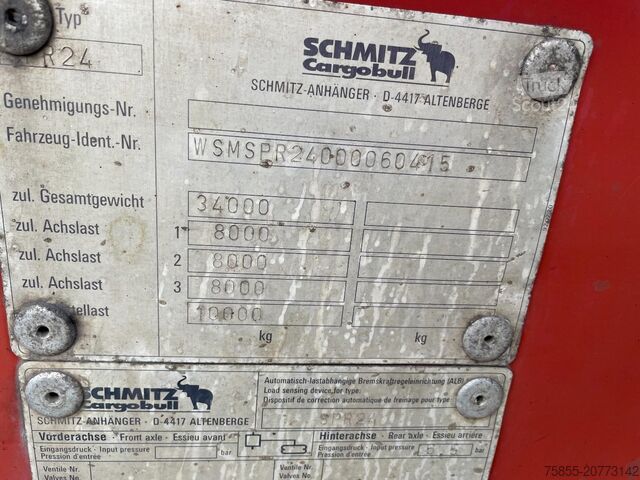 Typ
R24
SCHMITZ
Cargobull
SCHMITZ-ANHÄNGER · D-4417 ALTENBERGE
Genehmigungs-Nr.
Fahrzeug-Ident.-Nr. WSMSPR24000060415
zul. Gesamtgewicht 34000
zul. Achslast 1 8000
zul. Achslast 2 8000
zul. Achslast 3 8000
10000
kg kg
SCHMITZ
Cargobull
SCHMITZ-ANHÄNGER · D-4417 ALTENBERGE
Automatisch-lastabhängige Bremskraftregeleinrichtung (ALB)
Load sensing device for type:
Dispositif de correction automatique de freinage pour type:
Vorderachse - Front axle - Essieu avant
Hinterachse - Rear axle - Essieu arrière
Eingangsdruck - Input pressure
Pression d'entrée bar
Eingangsdruck - Input pressure
Pression d'entrée bar
Ventile Nr.
Valves No.
Ventile Nr.
Valves No.
75855-20773142